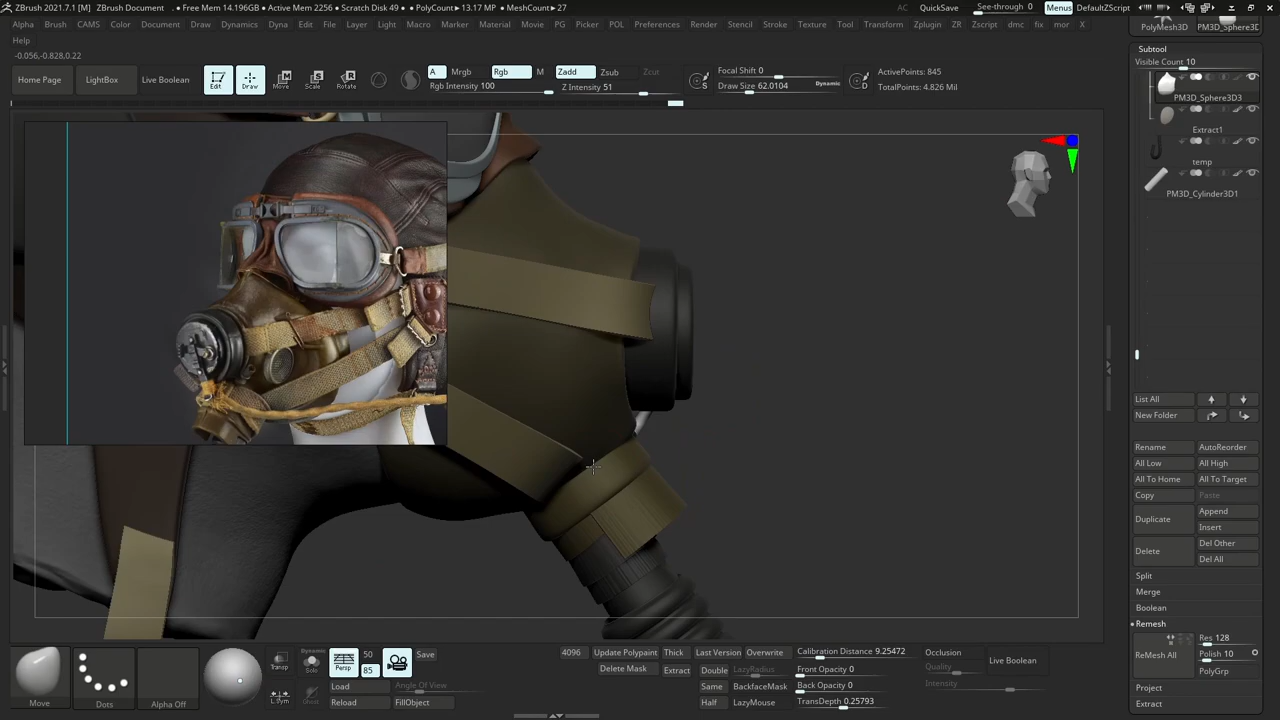 ZBrush 2021.7.1 [M] ZBrush Document • Free Mem 14.196GB • Active Mem 2256 • Scratch Disk 49 • PolyCount▸13.17 MP • MeshCount▸27 AC QuickSave See-through 0 Menus DefaultZScript
Alpha Brush CAMS Color Document Draw Dynamics Edit File Frame Layer Light Macro Marker Material Movie PG Picker POL Preferences Render Stencil Stroke Substance Texture Tool Transform Zplugin ZR Zscript dmc fix mor X
Help
-0.056,-0.828,0.22
Home Page LightBox Live Boolean Edit Draw Move Scale Rotate A Mrgb Rgb M Zadd Zsub Zcut
Rgb Intensity 100 Z Intensity 51
Focal Shift 0
Draw Size 62.0104 Dynamic
ActivePoints: 845
TotalPoints: 4.826 Mil
S
D
PolyMesh3D PM3D_Sphere3D
Subtool
Visible Count 10
PM3D_Sphere3D3
Extract1
temp
PM3D_Cylinder3D1
List All
New Folder
Rename AutoReorder
All Low All High
All To Home All To Target
Copy Paste
Duplicate Append
Insert
Delete Del Other
Del All
Split
Merge
Boolean
Remesh
ReMesh All Res 128
Polish 10
PolyGrp
Project
Extract
Move Dots Alpha Off
Transp
L.Sym
Dynamic
Solo
Ghost
Persp 50
85
Save
Load Angle Of View
Reload FillObject
4096 Update Polypaint Thick
Delete Mask Extract
Last Version Overwrite
Double LazyRadius
Same BackfaceMask
Half LazyMouse
Calibration Distance 9.25472
Front Opacity 0
Back Opacity 0
TransDepth 0.25793
Occlusion
Quality
Intensity
Live Boolean